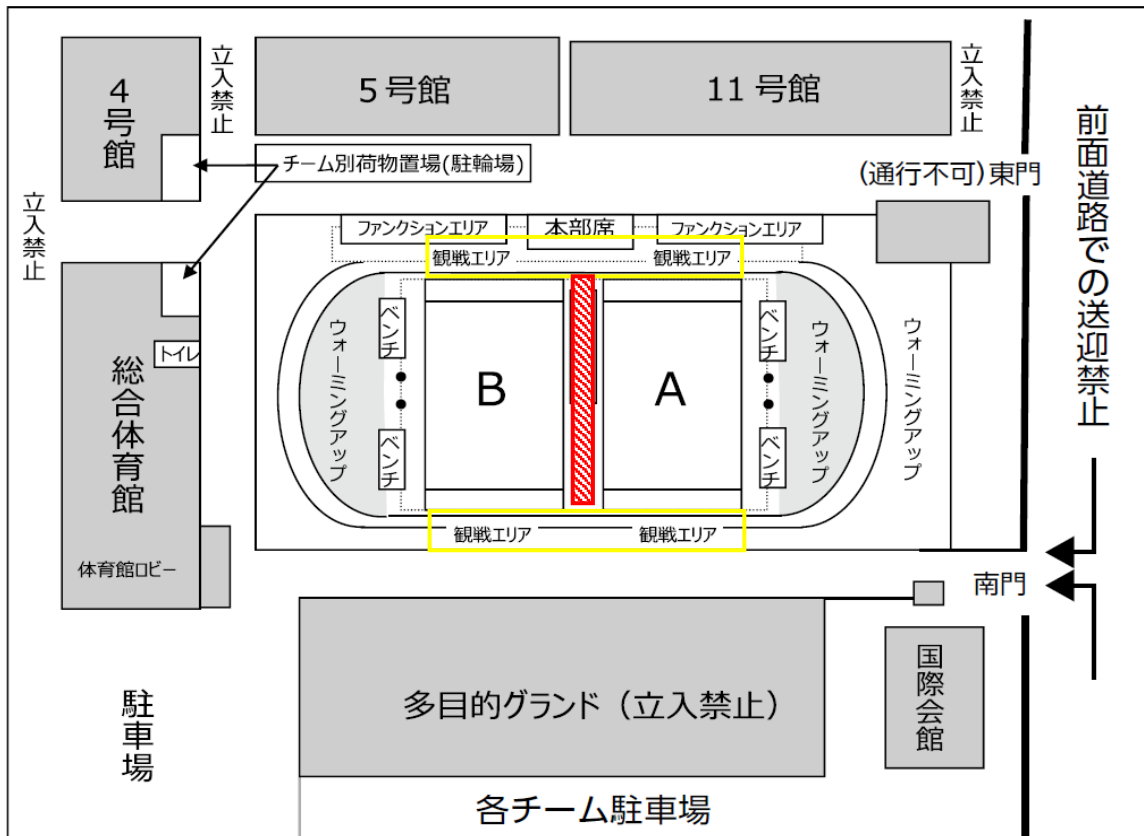 4号館
立入禁止
5号館
11号館
立入禁止
チーム別荷物置場(駐輪場)
(通行不可)東門
前面道路での送迎禁止
立入禁止
ファンクションエリア
本部席
ファンクションエリア
観戦エリア
観戦エリア
トイレ
総合体育館
体育館ロビー
ウォーミングアップ
ベンチ
ベンチ
B
A
ベンチ
ベンチ
ウォーミングアップ
ウォーミングアップ
観戦エリア
観戦エリア
南門
国際会館
多目的グランド(立入禁止)
駐車場
各チーム駐車場